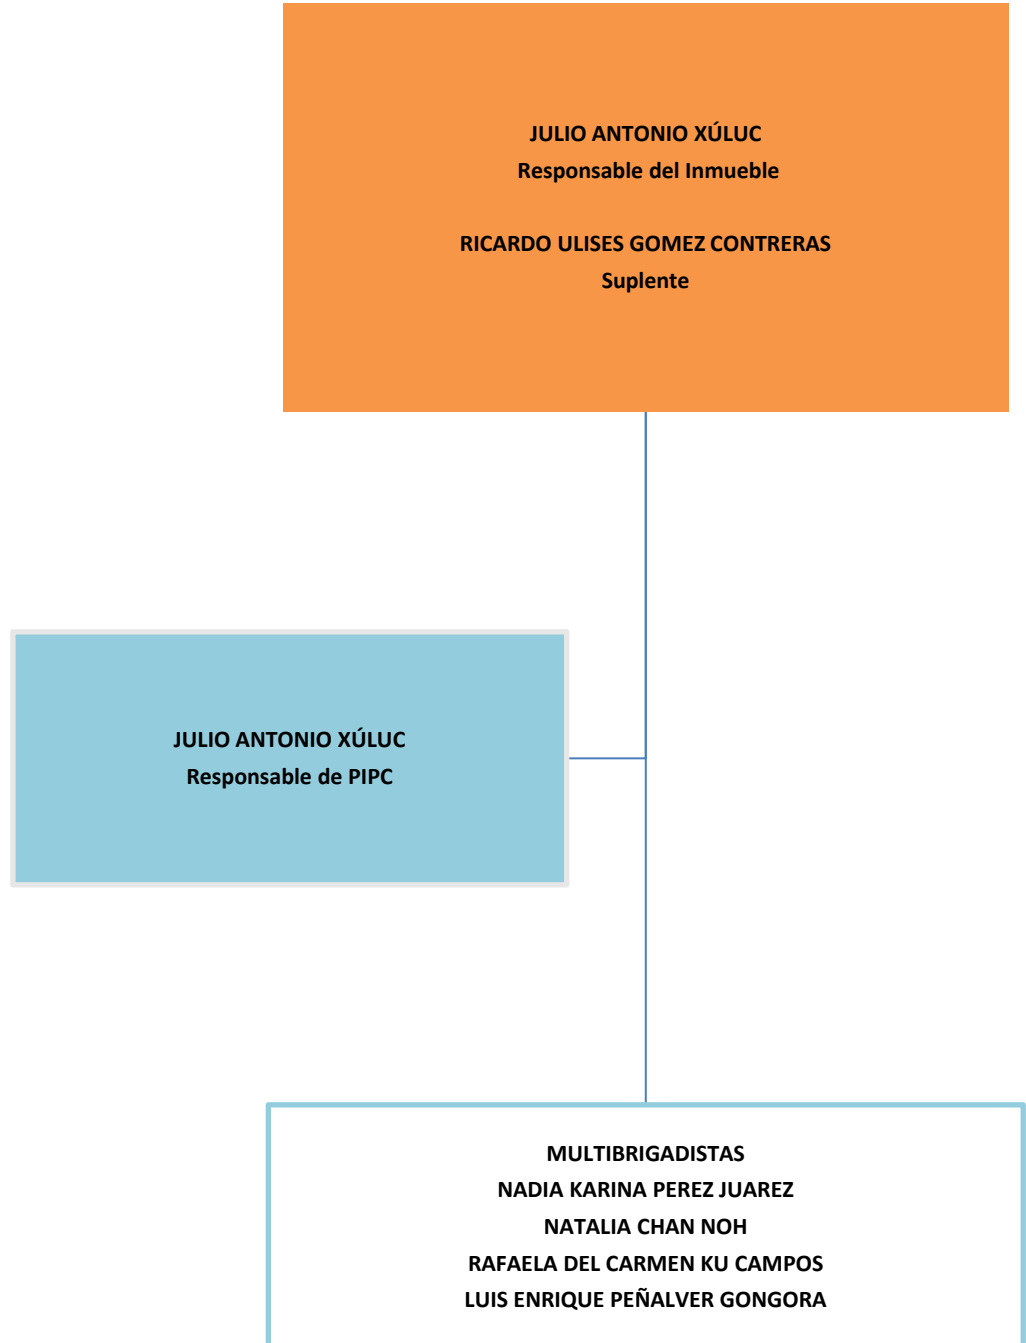 JULIO ANTONIO XÚLUC
Responsable del Inmueble
RICARDO ULISES GOMEZ CONTRERAS
Suplente
JULIO ANTONIO XÚLUC
Responsable de PIPC
MULTIBRIGADISTAS
NADIA KARINA PEREZ JUAREZ
NATALIA CHAN NOH
RAFAELA DEL CARMEN KU CAMPOS
LUIS ENRIQUE PEÑALVER GONGORA